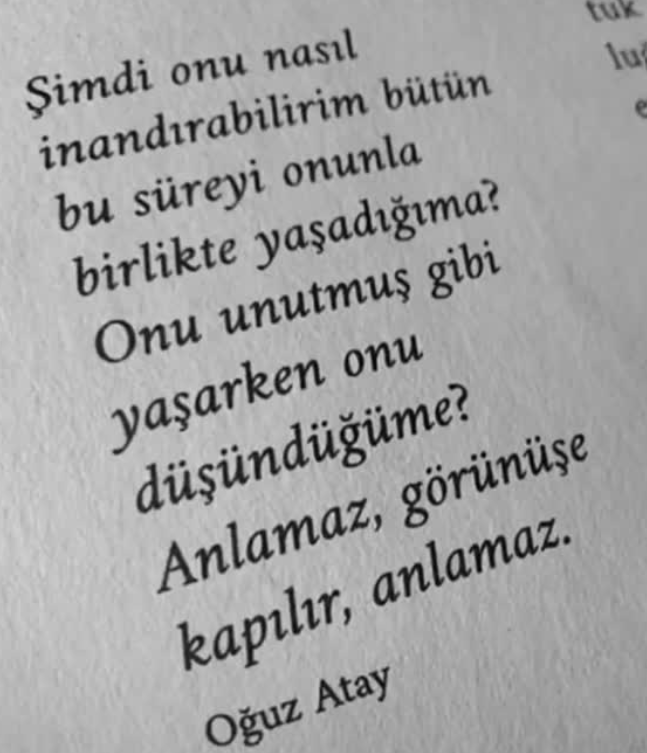 Şimdi onu nasıl
inandırabilirim bütün
bu süreyi onunla
birlikte yaşadığıma?
Onu unutmuş gibi
yaşarken onu
düşündüğüme?
Anlamaz, görünüşe
kapılır, anlamaz.
Oğuz Atay
tuk